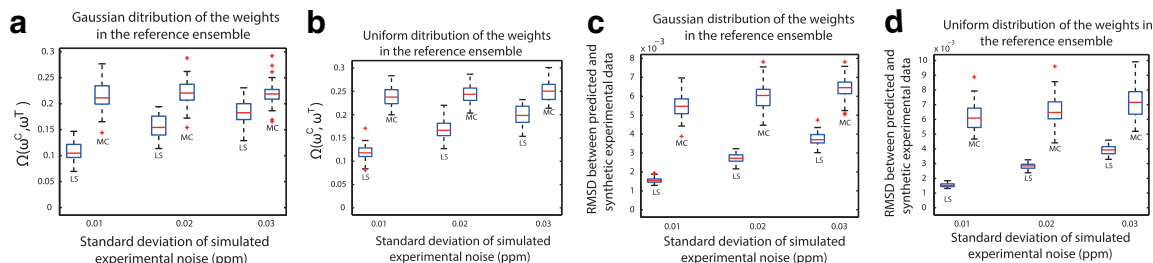 a
Gaussian distribution of the weights
in the reference ensemble
Ω(ωC,ωT)
0.3
0.25
0.2
0.15
0.1
0.05
0
LS
MC
LS
MC
LS
MC
0.01
0.02
0.03
Standard deviation of simulated
experimental noise (ppm)
b
Uniform distribution of the weights
in the reference ensemble
Ω(ωC, ωT)
0.3
0.25
0.2
0.15
0.1
0.05
0
LS
MC
LS
MC
LS
MC
0.01
0.02
0.03
Standard deviation of simulated
experimental noise (ppm)
c
Gaussian distribution of the weights
in the reference ensemble
x 10-3
RMSD between predicted and
synthetic experimental data
8
7
6
5
4
3
2
1
0
LS
MC
LS
MC
LS
MC
0.01
0.02
0.03
Standard deviation of simulated
experimental noise (ppm)
d
Uniform distribution of the weights in
the reference ensemble
x 10-3
RMSD between predicted and
synthetic experimental data
10
9
8
7
6
5
4
3
2
1
0
LS
MC
LS
MC
LS
MC
0.01
0.02
0.03
Standard deviation of simulated
experimental noise (ppm)